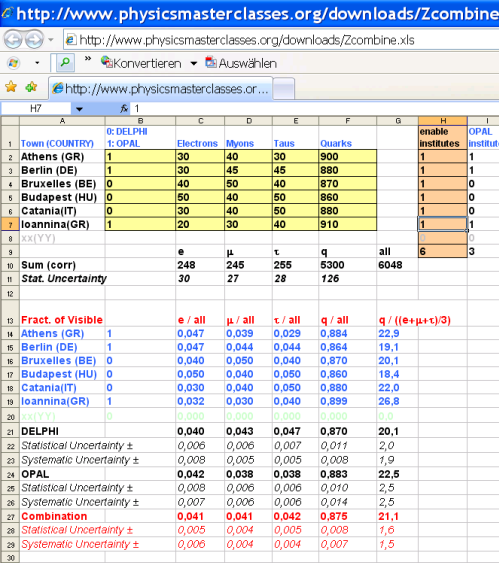 http://www.physicsmasterclasses.org/downloads/Zcombine
http://www.physicsmasterclasses.org/downloads/Zcombine.xls
» Konvertieren Auswählen
http://www.physicsmasterclasses.or...
H7 fx 1
A B C D E F G H I
1 Town (COUNTRY) 0: DELPHI 1: OPAL Electrons Myons Taus Quarks enable institutes OPAL institut
2 Athens (GR) 1 30 40 30 900 1 1
3 Berlin (DE) 1 30 45 45 880 1 1
4 Bruxelles (BE) 0 40 50 40 870 1 0
5 Budapest (HU) 0 50 40 50 860 1 0
6 Catania(IT) 0 30 40 50 880 1 0
7 Ioannina(GR) 1 20 30 40 910 1 1
8 xx(YY) 0 0
9 e μ τ q all 6 3
10 Sum (corr) 248 245 255 5300 6048
11 Stat. Uncertainty 30 27 28 126
12
13 Fract. of Visible e / all μ / all τ / all q / all q / ((e+μ+τ)/3)
14 Athens (GR) 1 0,047 0,039 0,029 0,884 22,9
15 Berlin (DE) 1 0,047 0,044 0,044 0,864 19,1
16 Bruxelles (BE) 0 0,040 0,050 0,040 0,870 20,1
17 Budapest (HU) 0 0,050 0,040 0,050 0,860 18,4
18 Catania(IT) 0 0,030 0,040 0,050 0,880 22,0
19 Ioannina(GR) 1 0,032 0,030 0,040 0,899 26,8
20 xx(YY) 0 0,000 0,000 0,000 0,000 0,0
21 DELPHI 0,040 0,043 0,047 0,870 20,1
22 Statistical Uncertainty ± 0,006 0,006 0,007 0,011 2,0
23 Systematic Uncertainty ± 0,008 0,005 0,005 0,008 1,9
24 OPAL 0,042 0,038 0,038 0,883 22,5
25 Statistical Uncertainty ± 0,008 0,006 0,006 0,010 2,5
26 Systematic Uncertainty ± 0,007 0,006 0,006 0,014 2,5
27 Combination 0,041 0,041 0,042 0,875 21,1
28 Statistical Uncertainty ± 0,005 0,004 0,005 0,008 1,6
29 Systematic Uncertainty ± 0,006 0,004 0,004 0,007 1,5
30